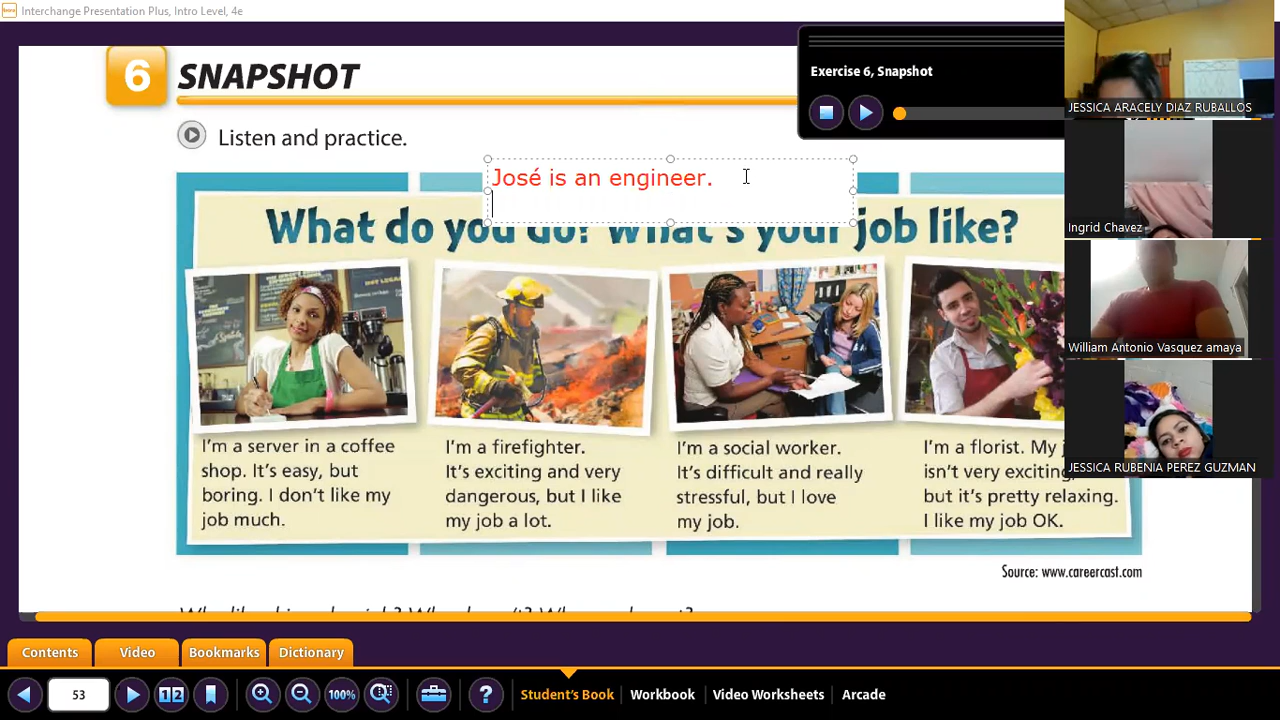 Interchange Presentation Plus, Intro Level, 4e
6 SNAPSHOT
Exercise 6, Snapshot
Listen and practice.
José is an engineer.
What do you do? What's your job like?
I'm a server in a coffee
shop. It's easy, but
boring. I don't like my
job much.
I'm a firefighter.
It's exciting and very
dangerous, but I like
my job a lot.
I'm a social worker.
It's difficult and really
stressful, but I love
my job.
I'm a florist. My
isn't very exciting,
but it's pretty relaxing.
I like my job OK.
Source: www.careercast.com
JESSICA ARACELY DIAZ RUBALLOS
Ingrid Chavez
William Antonio Vasquez amaya
JESSICA RUBENIA PEREZ GUZMAN
Contents
Video
Bookmarks
Dictionary
53
12
100%
?
Student's Book
Workbook
Video Worksheets
Arcade